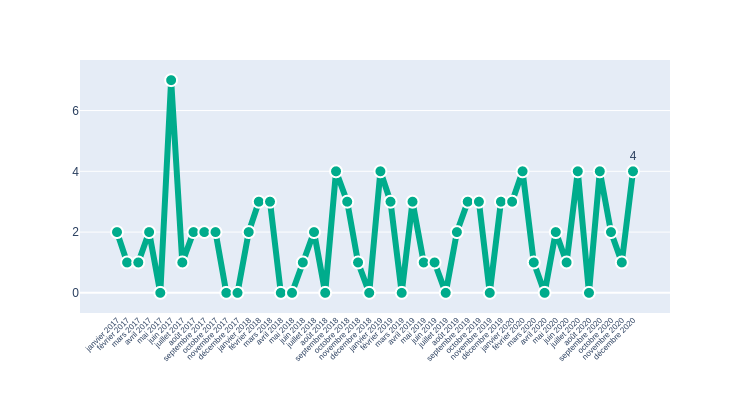 6
4
2
0
4
janvier 2017
février 2017
mars 2017
avril 2017
mai 2017
juin 2017
juillet 2017
août 2017
septembre 2017
octobre 2017
novembre 2017
décembre 2017
janvier 2018
février 2018
mars 2018
avril 2018
mai 2018
juin 2018
juillet 2018
août 2018
septembre 2018
octobre 2018
novembre 2018
décembre 2018
janvier 2019
février 2019
mars 2019
avril 2019
mai 2019
juin 2019
juillet 2019
août 2019
septembre 2019
octobre 2019
novembre 2019
décembre 2019
janvier 2020
février 2020
mars 2020
avril 2020
mai 2020
juin 2020
juillet 2020
août 2020
septembre 2020
octobre 2020
novembre 2020
décembre 2020